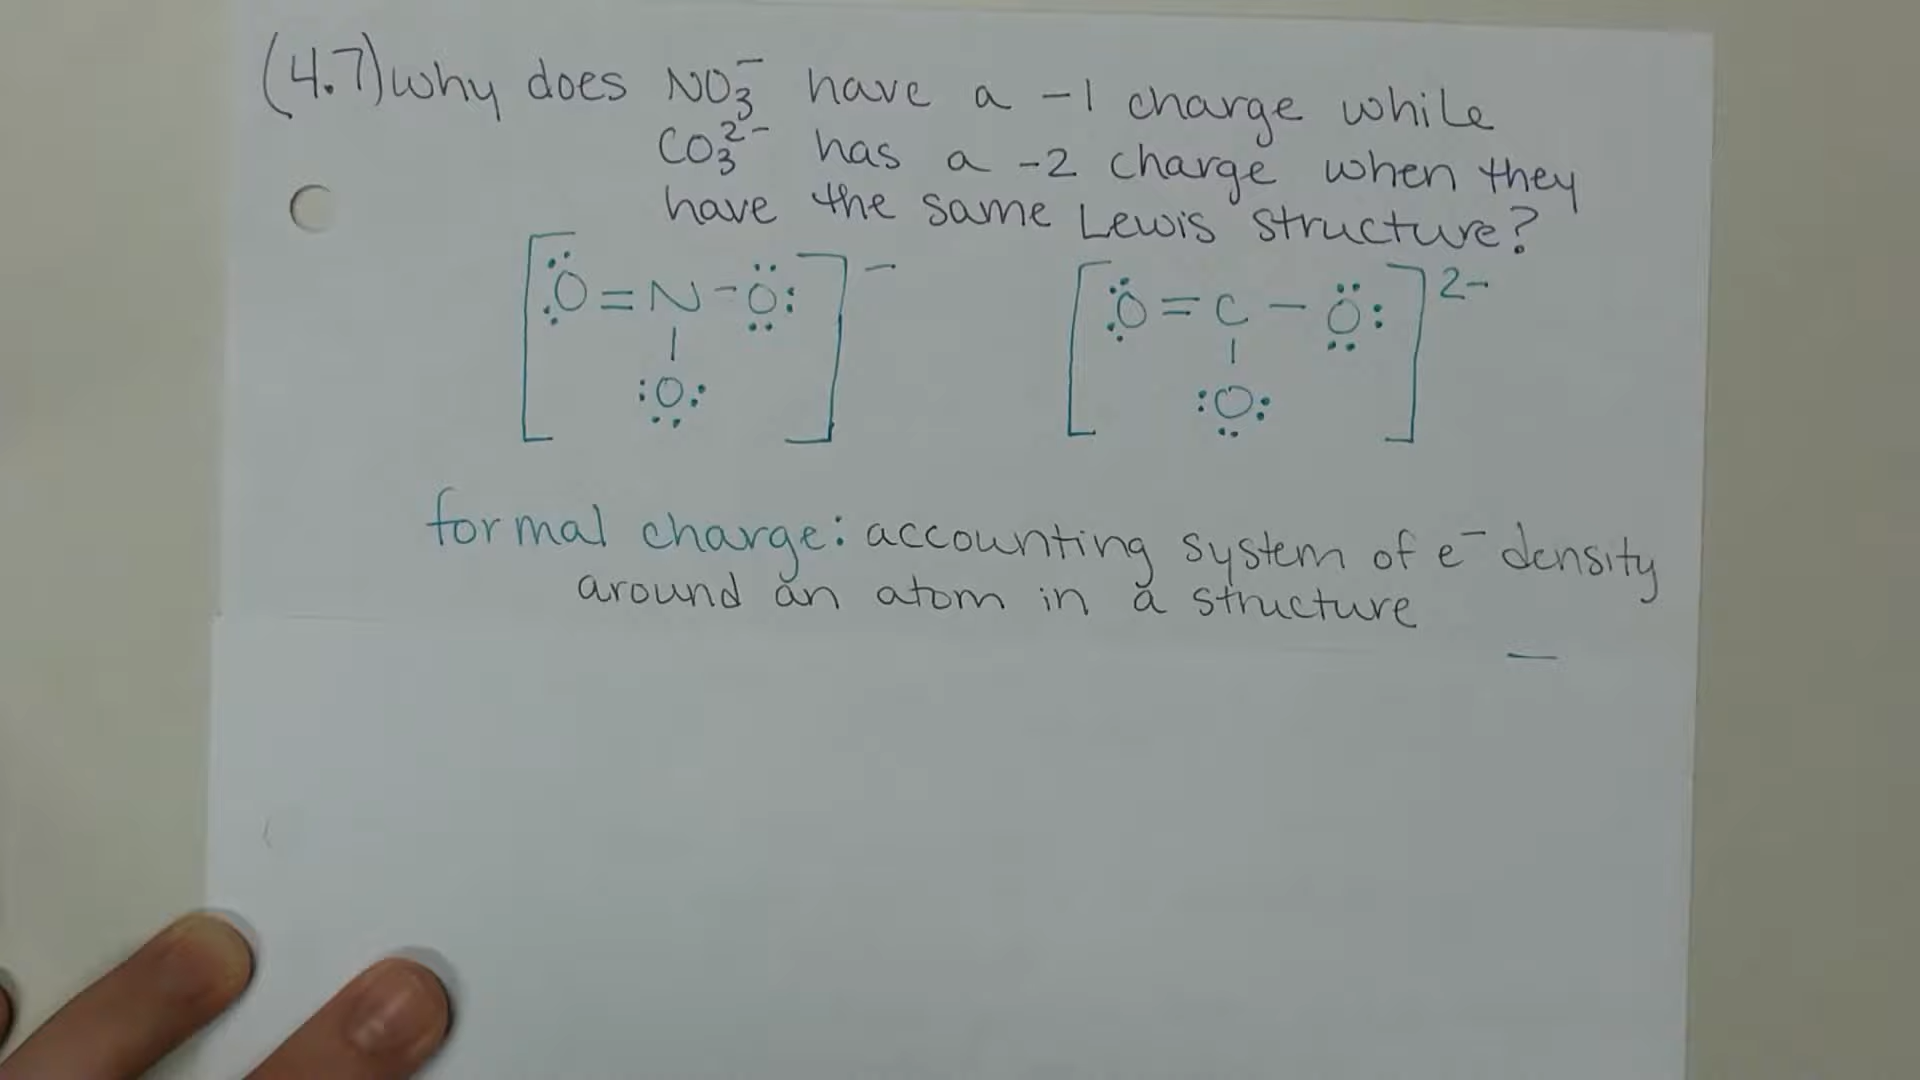 (4.7) why does NO₃⁻ have a -1 charge while
CO₃²⁻ has a -2 charge when they
have the same Lewis structure?
[Ö=N-Ö:]⁻
:O:
[Ö=C-Ö:]²⁻
:O:
formal charge: accounting system of e⁻ density
around an atom in a structure